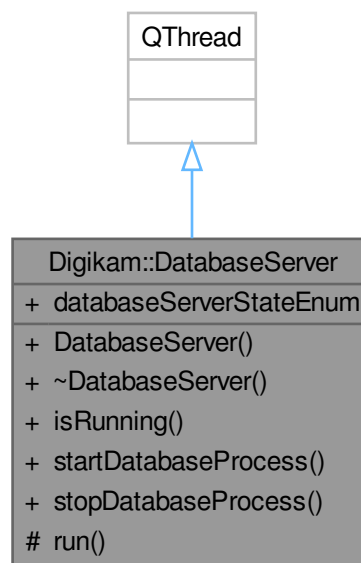 QThread
Digikam::DatabaseServer
+ databaseServerStateEnum
+ DatabaseServer()
+ ~DatabaseServer()
+ isRunning()
+ startDatabaseProcess()
+ stopDatabaseProcess()
# run()